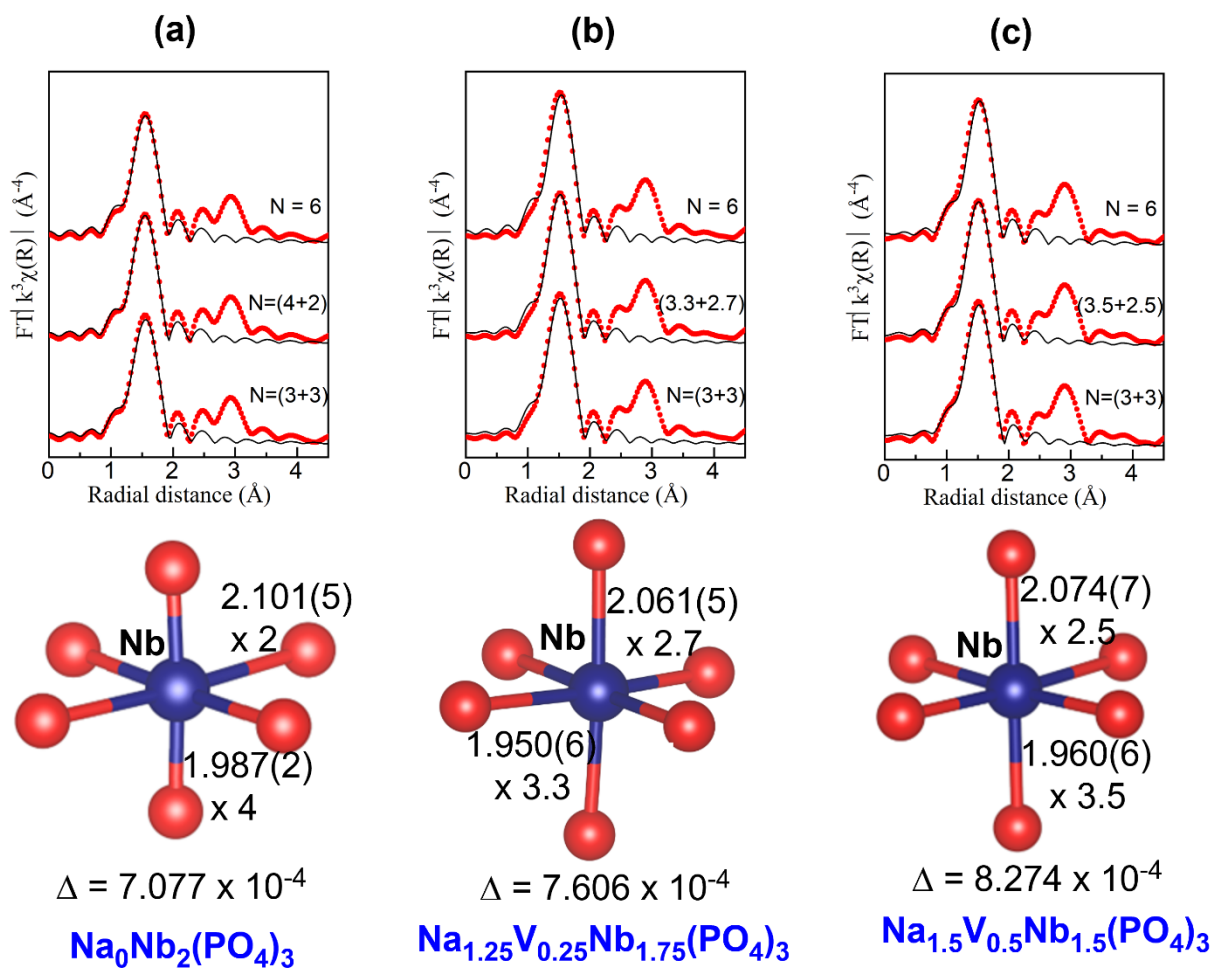 (a)
(b)
(c)
FT| k³χ(R) | (Å⁻⁴)
N = 6
N=(4+2)
N=(3+3)
0 1 2 3 4
Radial distance (Å)
FT| k³χ(R) | (Å⁻⁴)
N = 6
(3.3+2.7)
N=(3+3)
0 1 2 3 4
Radial distance (Å)
FT| k³χ(R) | (Å⁻⁴)
N = 6
(3.5+2.5)
N=(3+3)
0 1 2 3 4
Radial distance (Å)
2.101(5)
x 2
Nb
1.987(2)
x 4
Δ = 7.077 x 10⁻⁴
Na₀Nb₂(PO₄)₃
2.061(5)
x 2.7
Nb
1.950(6)
x 3.3
Δ = 7.606 x 10⁻⁴
Na₁.₂₅V₀.₂₅Nb₁.₇₅(PO₄)₃
2.074(7)
x 2.5
Nb
1.960(6)
x 3.5
Δ = 8.274 x 10⁻⁴
Na₁.₅V₀.₅Nb₁.₅(PO₄)₃